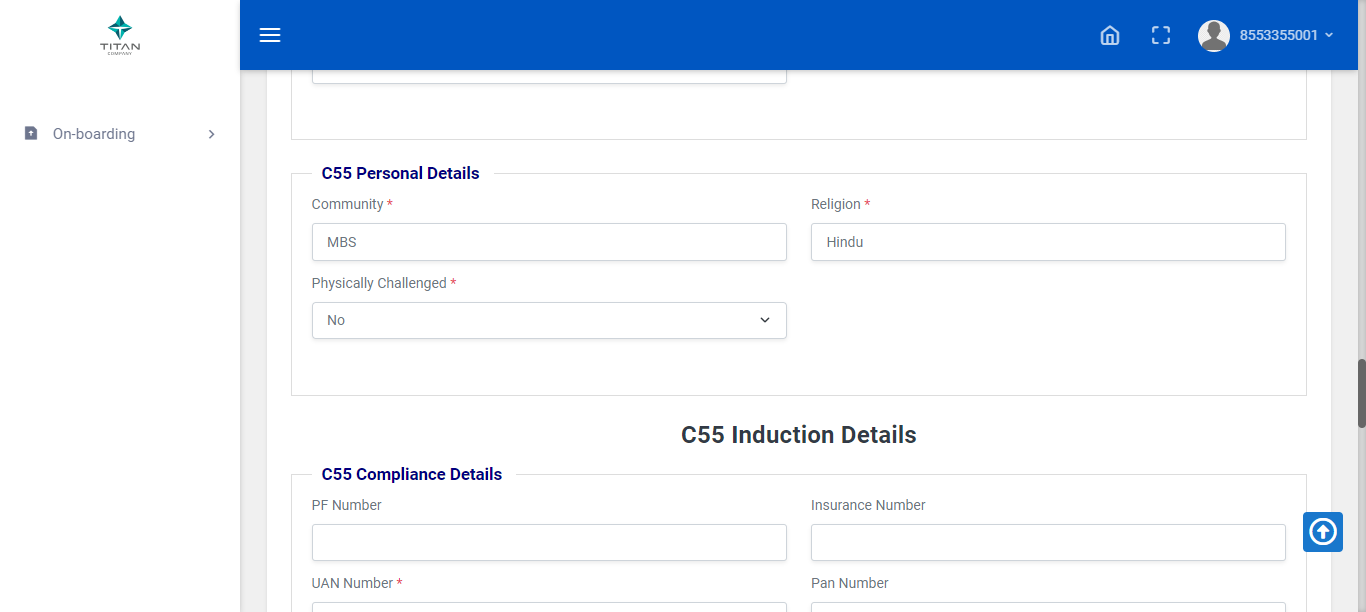 TITAN
COMPANY
8553355001
On-boarding
C55 Personal Details
Community *
Religion *
MBS
Hindu
Physically Challenged *
No
C55 Induction Details
C55 Compliance Details
PF Number
Insurance Number
UAN Number *
Pan Number